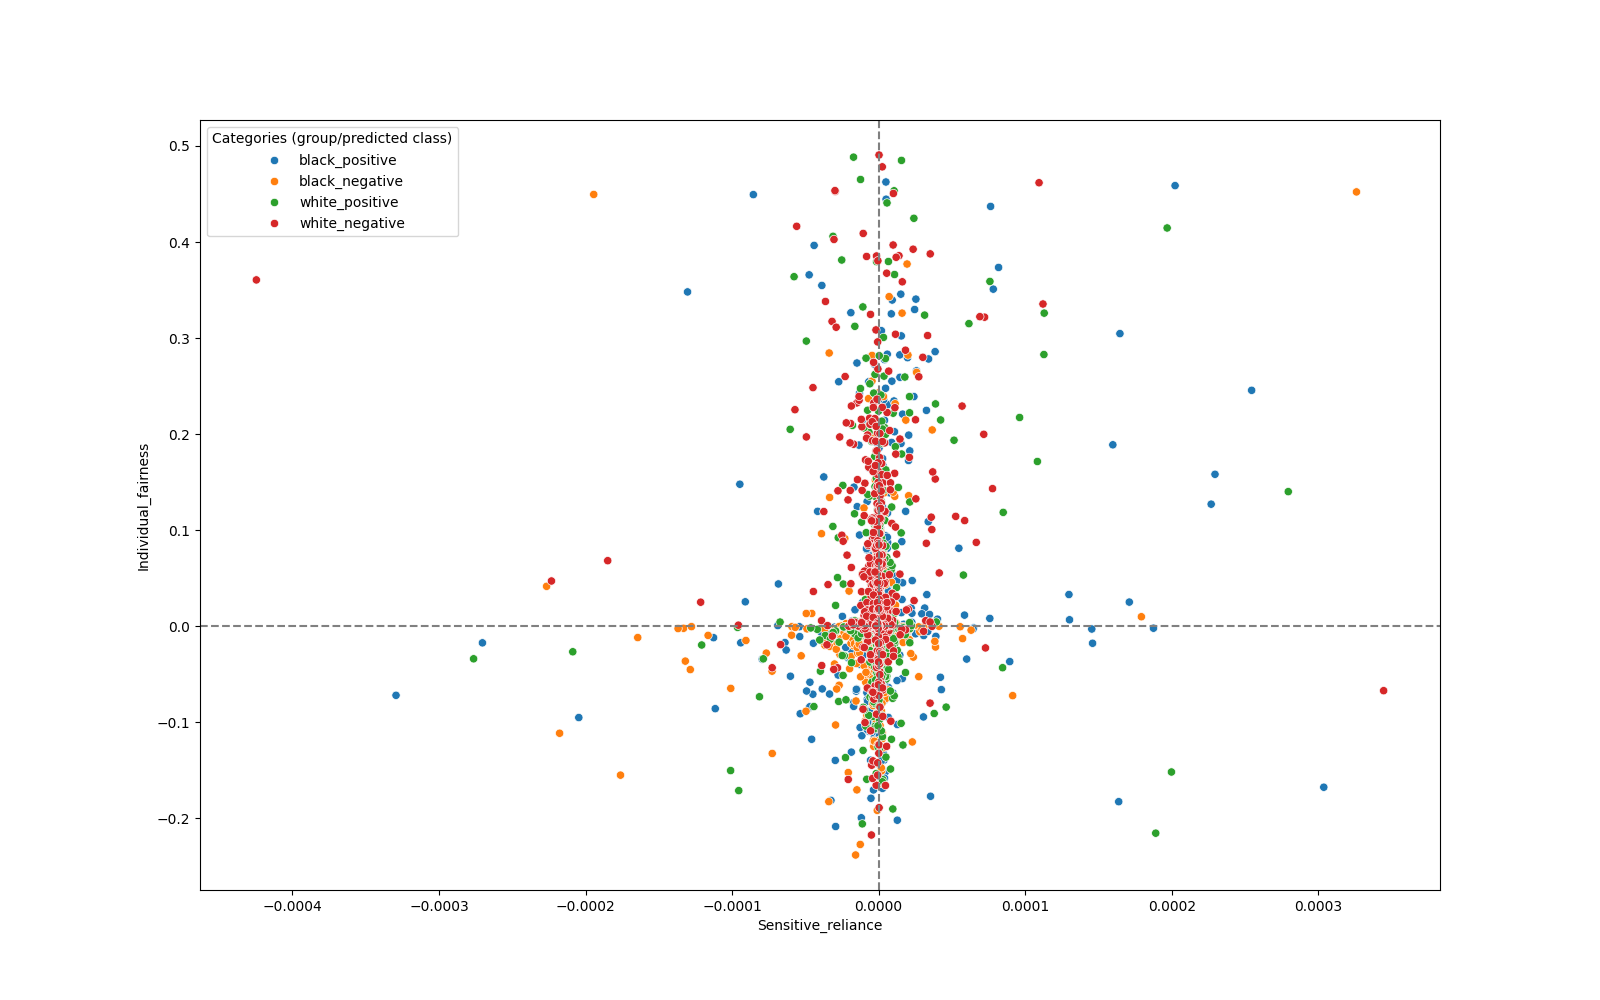 Categories (group/predicted class)
black_positive
black_negative
white_positive
white_negative
0.5
0.4
0.3
0.2
0.1
0.0
−0.1
−0.2
Individual_fairness
−0.0004 −0.0003 −0.0002 −0.0001 0.0000 0.0001 0.0002 0.0003
Sensitive_reliance